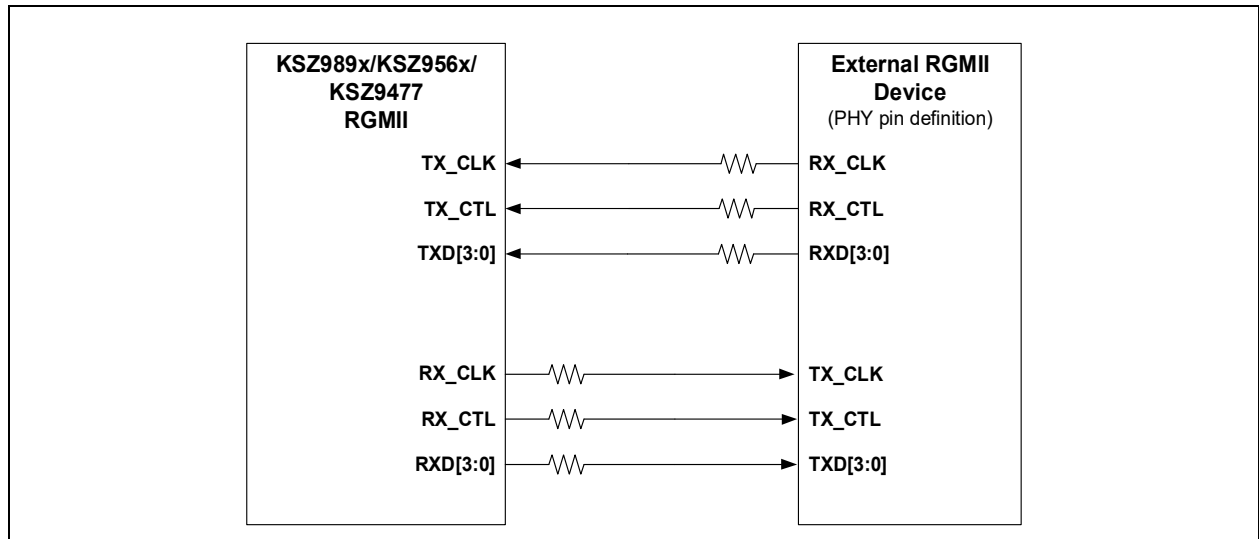 KSZ989x/KSZ956x/
KSZ9477
RGMII
TX_CLK
TX_CTL
TXD[3:0]
RX_CLK
RX_CTL
RXD[3:0]
External RGMII
Device
(PHY pin definition)
RX_CLK
RX_CTL
RXD[3:0]
TX_CLK
TX_CTL
TXD[3:0]